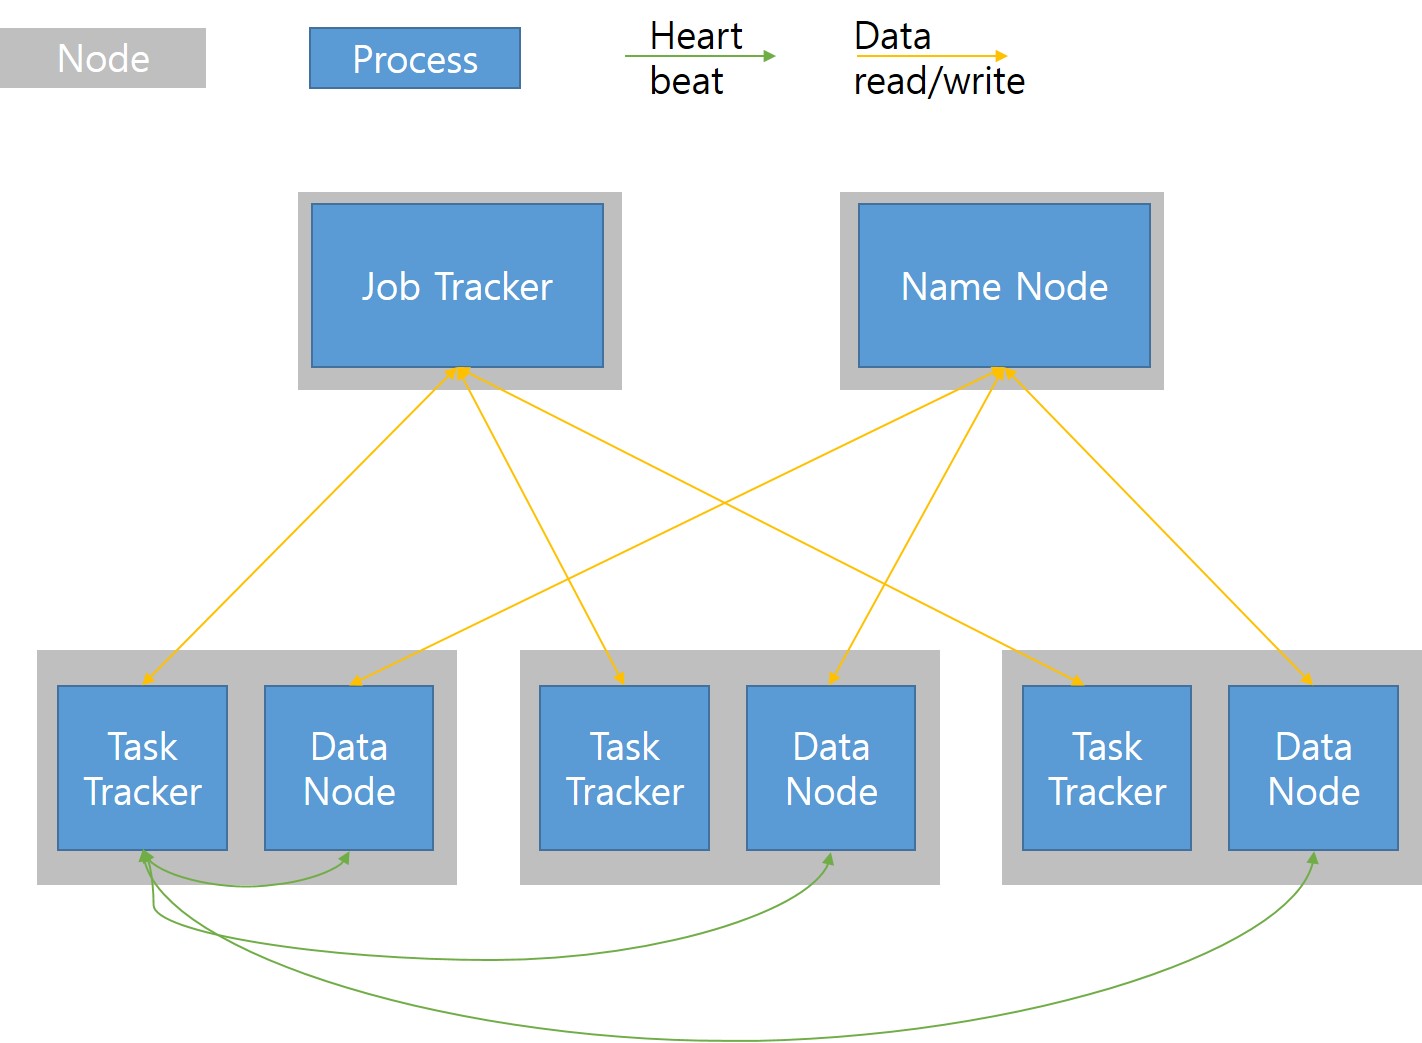 Node
Process
Heart
beat
Data
read/write
Job Tracker
Name Node
Task
Tracker
Data
Node
Task
Tracker
Data
Node
Task
Tracker
Data
Node